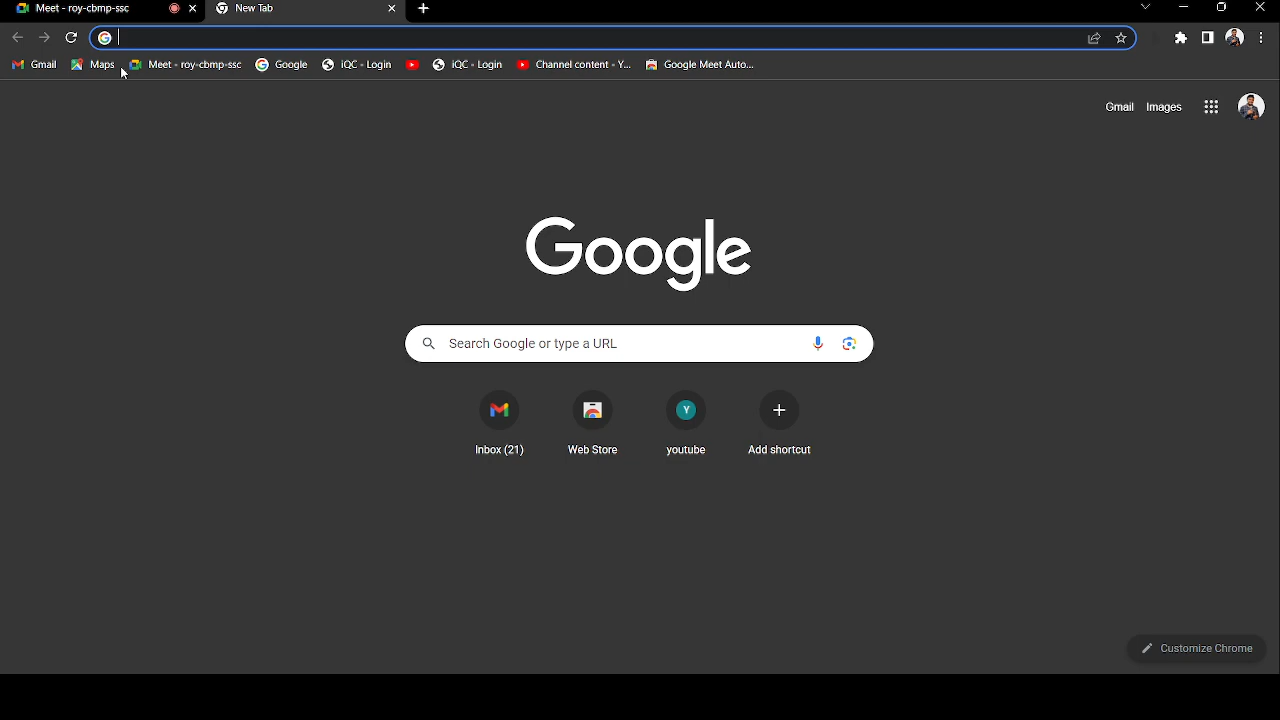 Meet - roy-cbmp-ssc New Tab
Gmail Maps Meet - roy-cbmp-ssc Google iQC - Login iQC - Login Channel content - Y... Google Meet Auto...
Gmail Images
Google
Search Google or type a URL
Y
Inbox (21) Web Store youtube Add shortcut
Customize Chrome